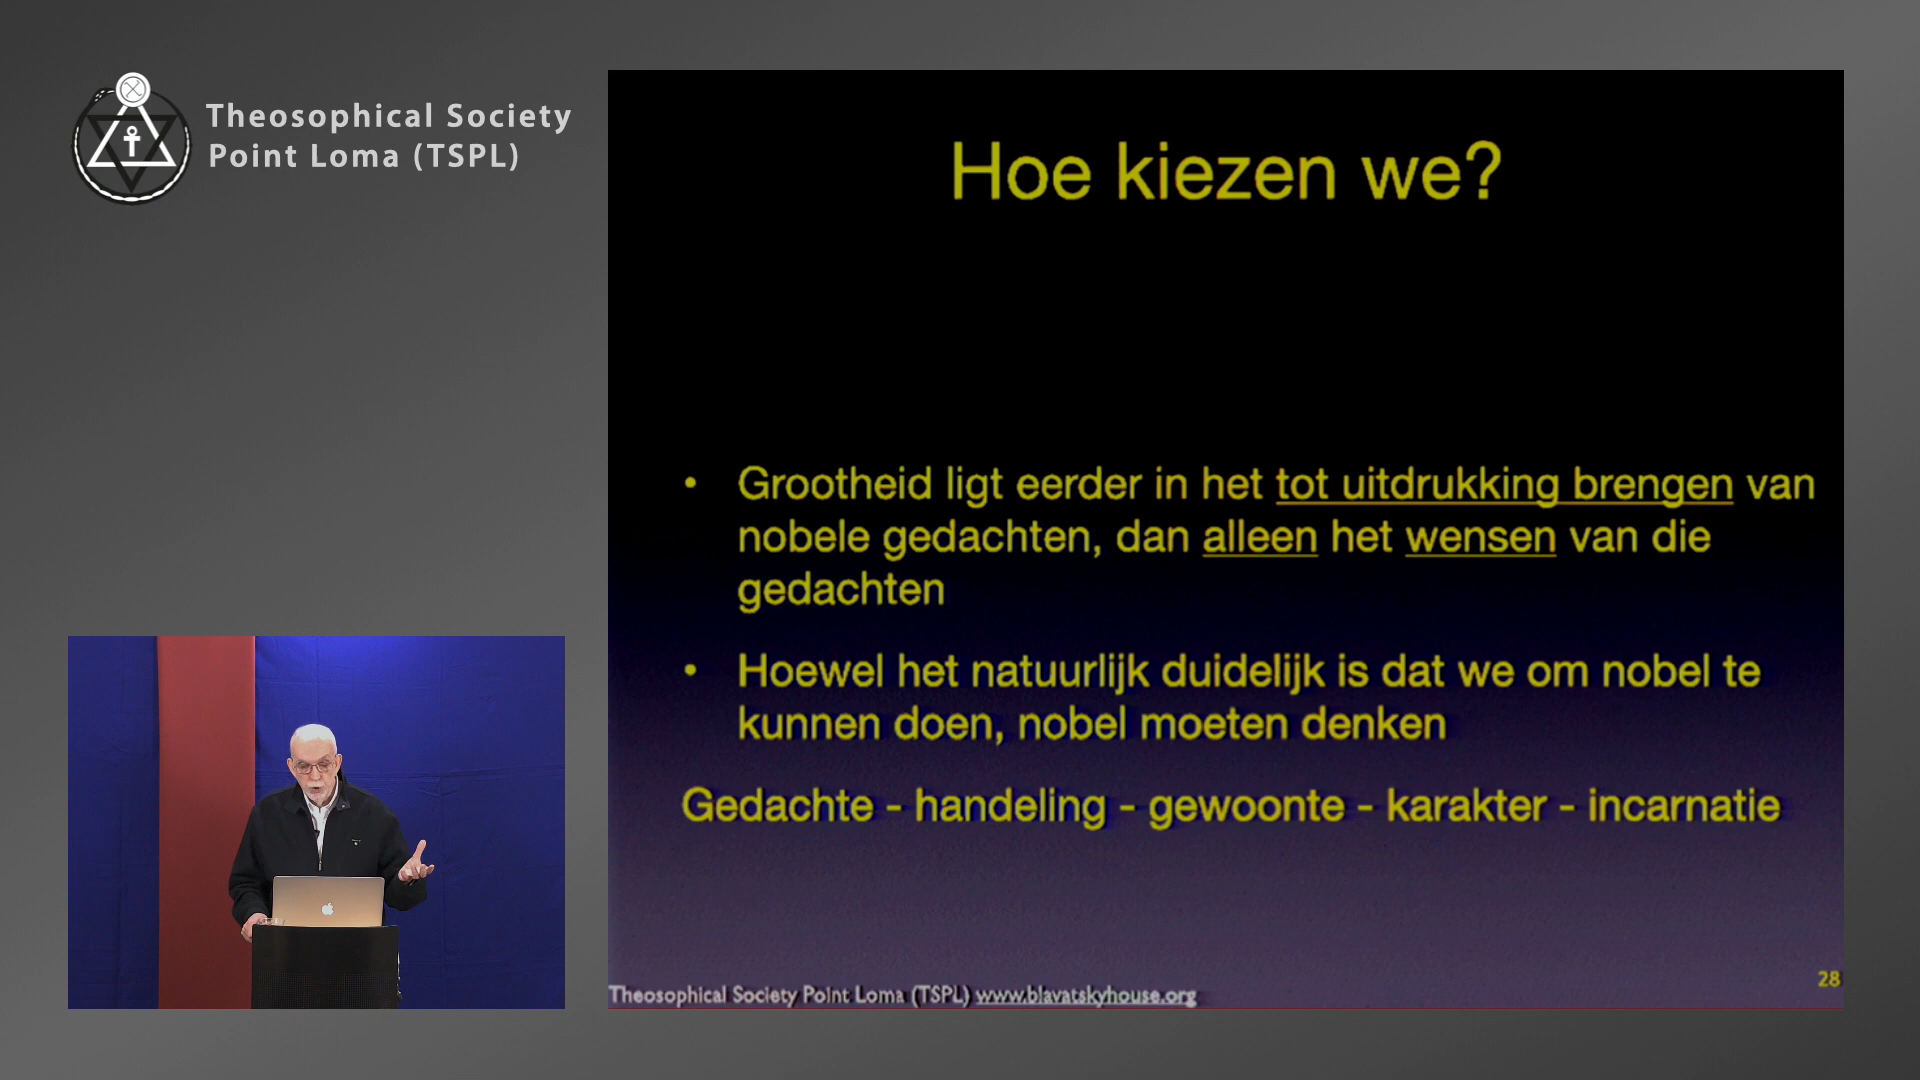 Theosophical Society
Point Loma (TSPL)
Hoe kiezen we?
• Grootheid ligt eerder in het tot uitdrukking brengen van
nobele gedachten, dan alleen het wensen van die
gedachten
• Hoewel het natuurlijk duidelijk is dat we om nobel te
kunnen doen, nobel moeten denken
Gedachte - handeling - gewoonte - karakter - incarnatie
Theosophical Society Point Loma (TSPL) www.blavatskyhouse.org
28